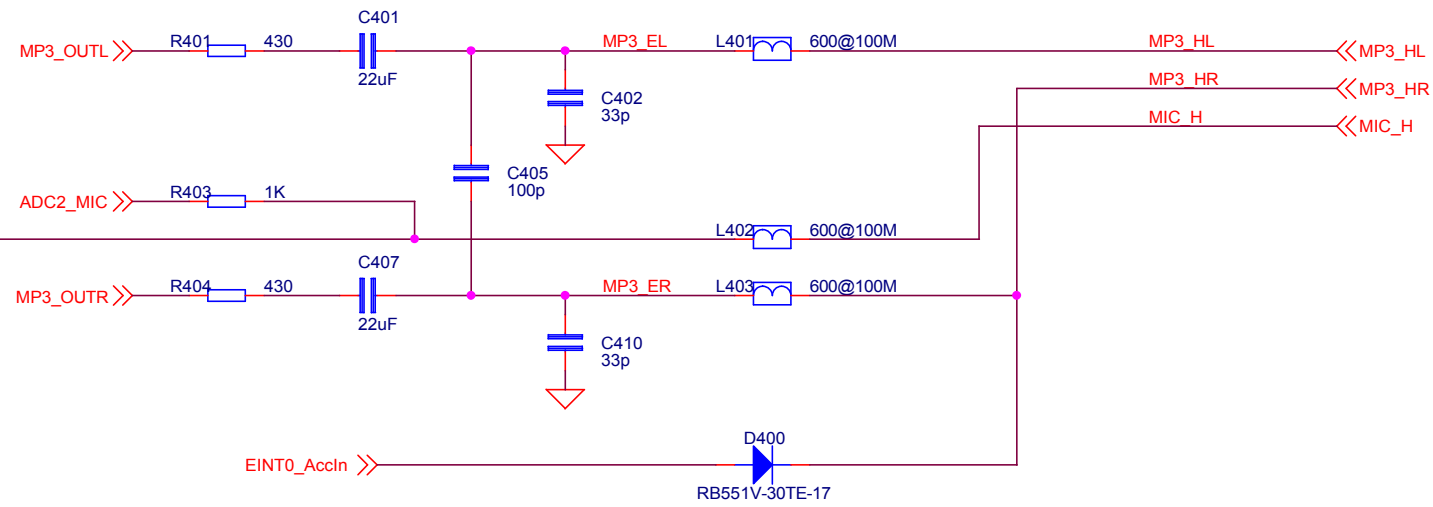 C401
MP3_OUTL
R401
430
22uF
MP3_EL
L401
600@100M
MP3_HL
MP3_HL
MP3_HR
MP3_HR
C402
33p
MIC_H
MIC_H
C405
100p
ADC2_MIC
R403
1K
L402
600@100M
C407
MP3_OUTR
R404
430
22uF
MP3_ER
L403
600@100M
C410
33p
D400
EINT0_AccIn
RB551V-30TE-17